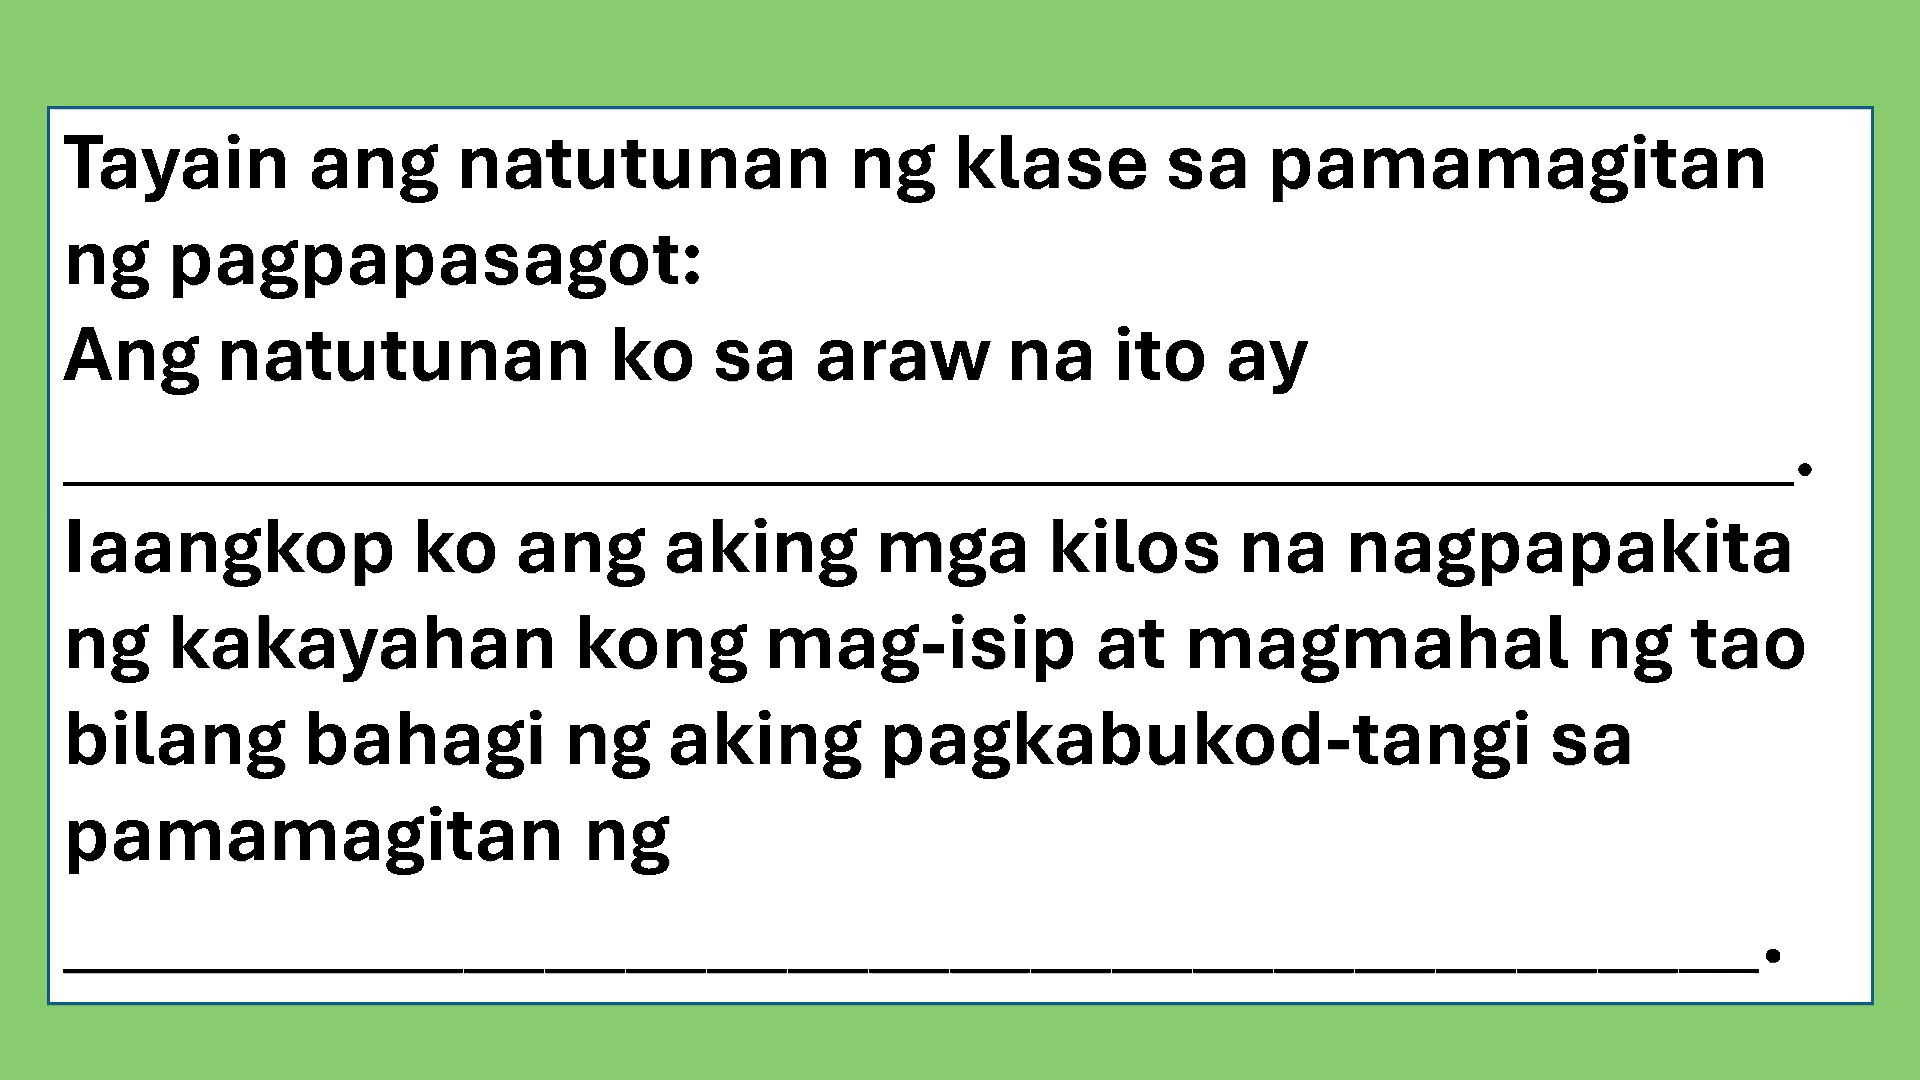 Tayain ang natutunan ng klase sa pamamagitan
ng pagpapasagot:
Ang natutunan ko sa araw na ito ay
______________________________________________.
Iaangkop ko ang aking mga kilos na nagpapakita
ng kakayahan kong mag-isip at magmahal ng tao
bilang bahagi ng aking pagkabukod-tangi sa
pamamagitan ng
_____________________________________________.